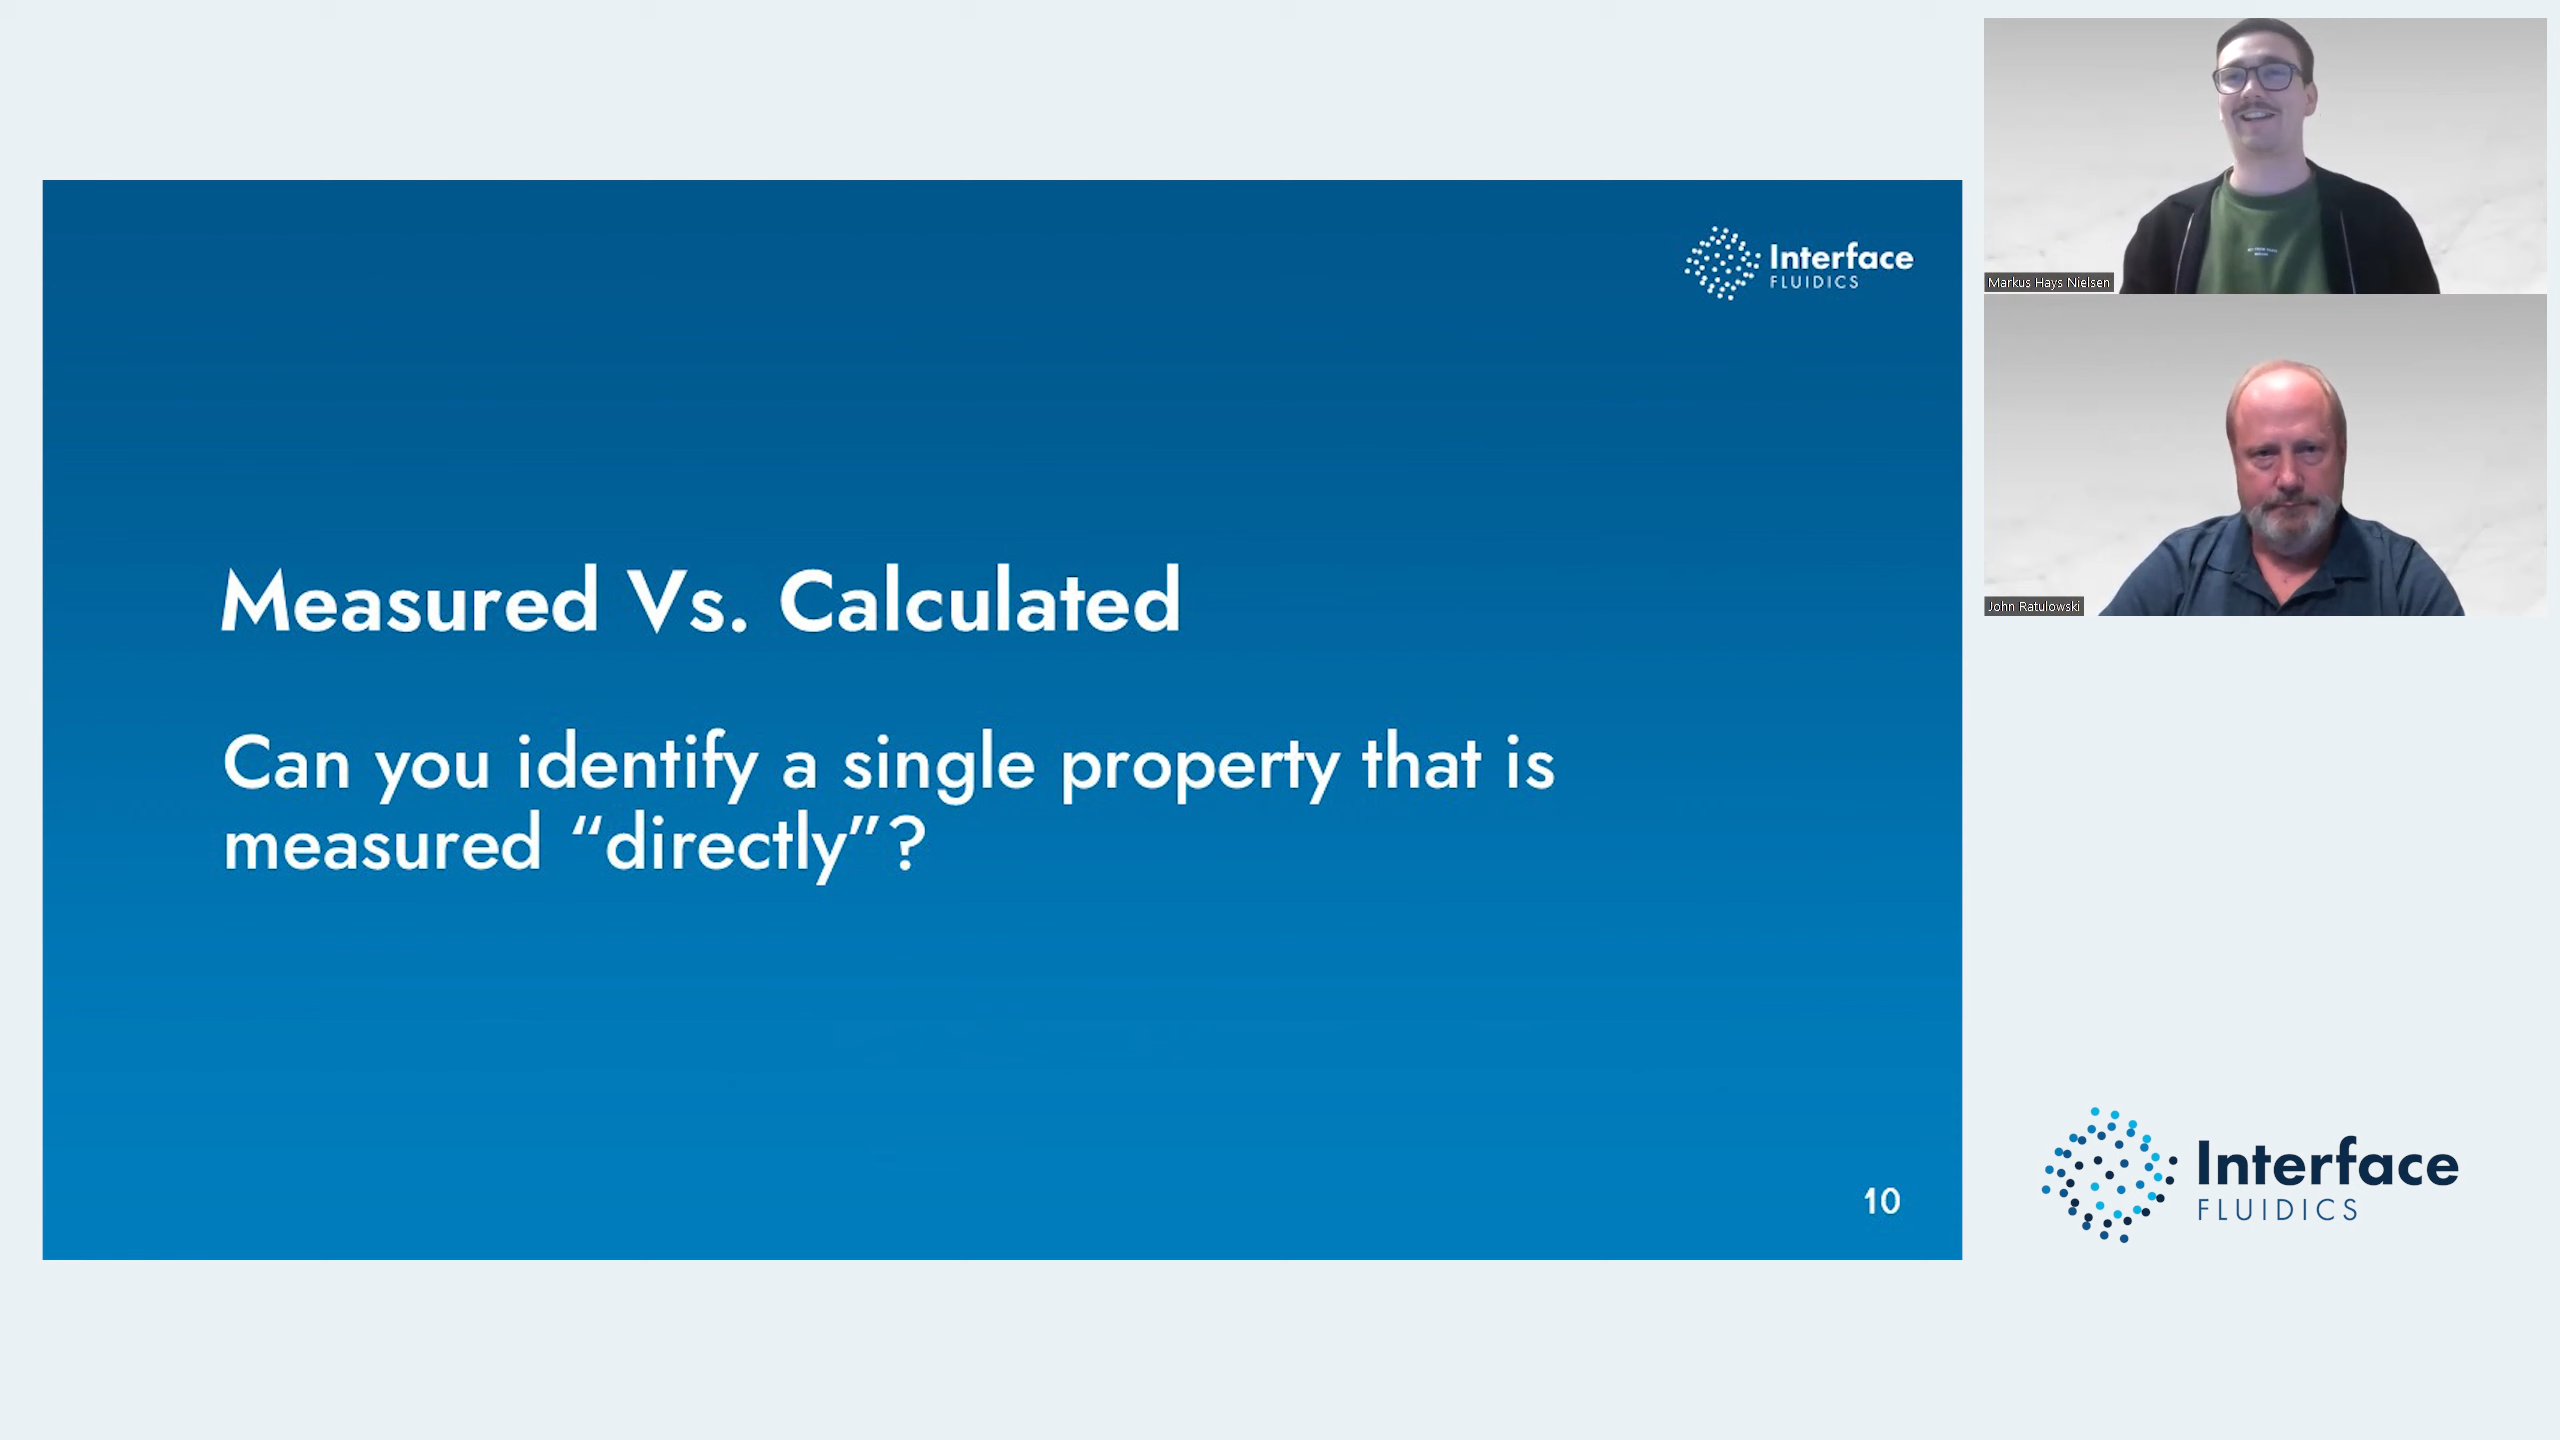 Interface
FLUIDICS
Measured Vs. Calculated
Can you identify a single property that is
measured “directly”?
10
Markus Hays Nielsen
John Ratulowski
Interface
FLUIDICS